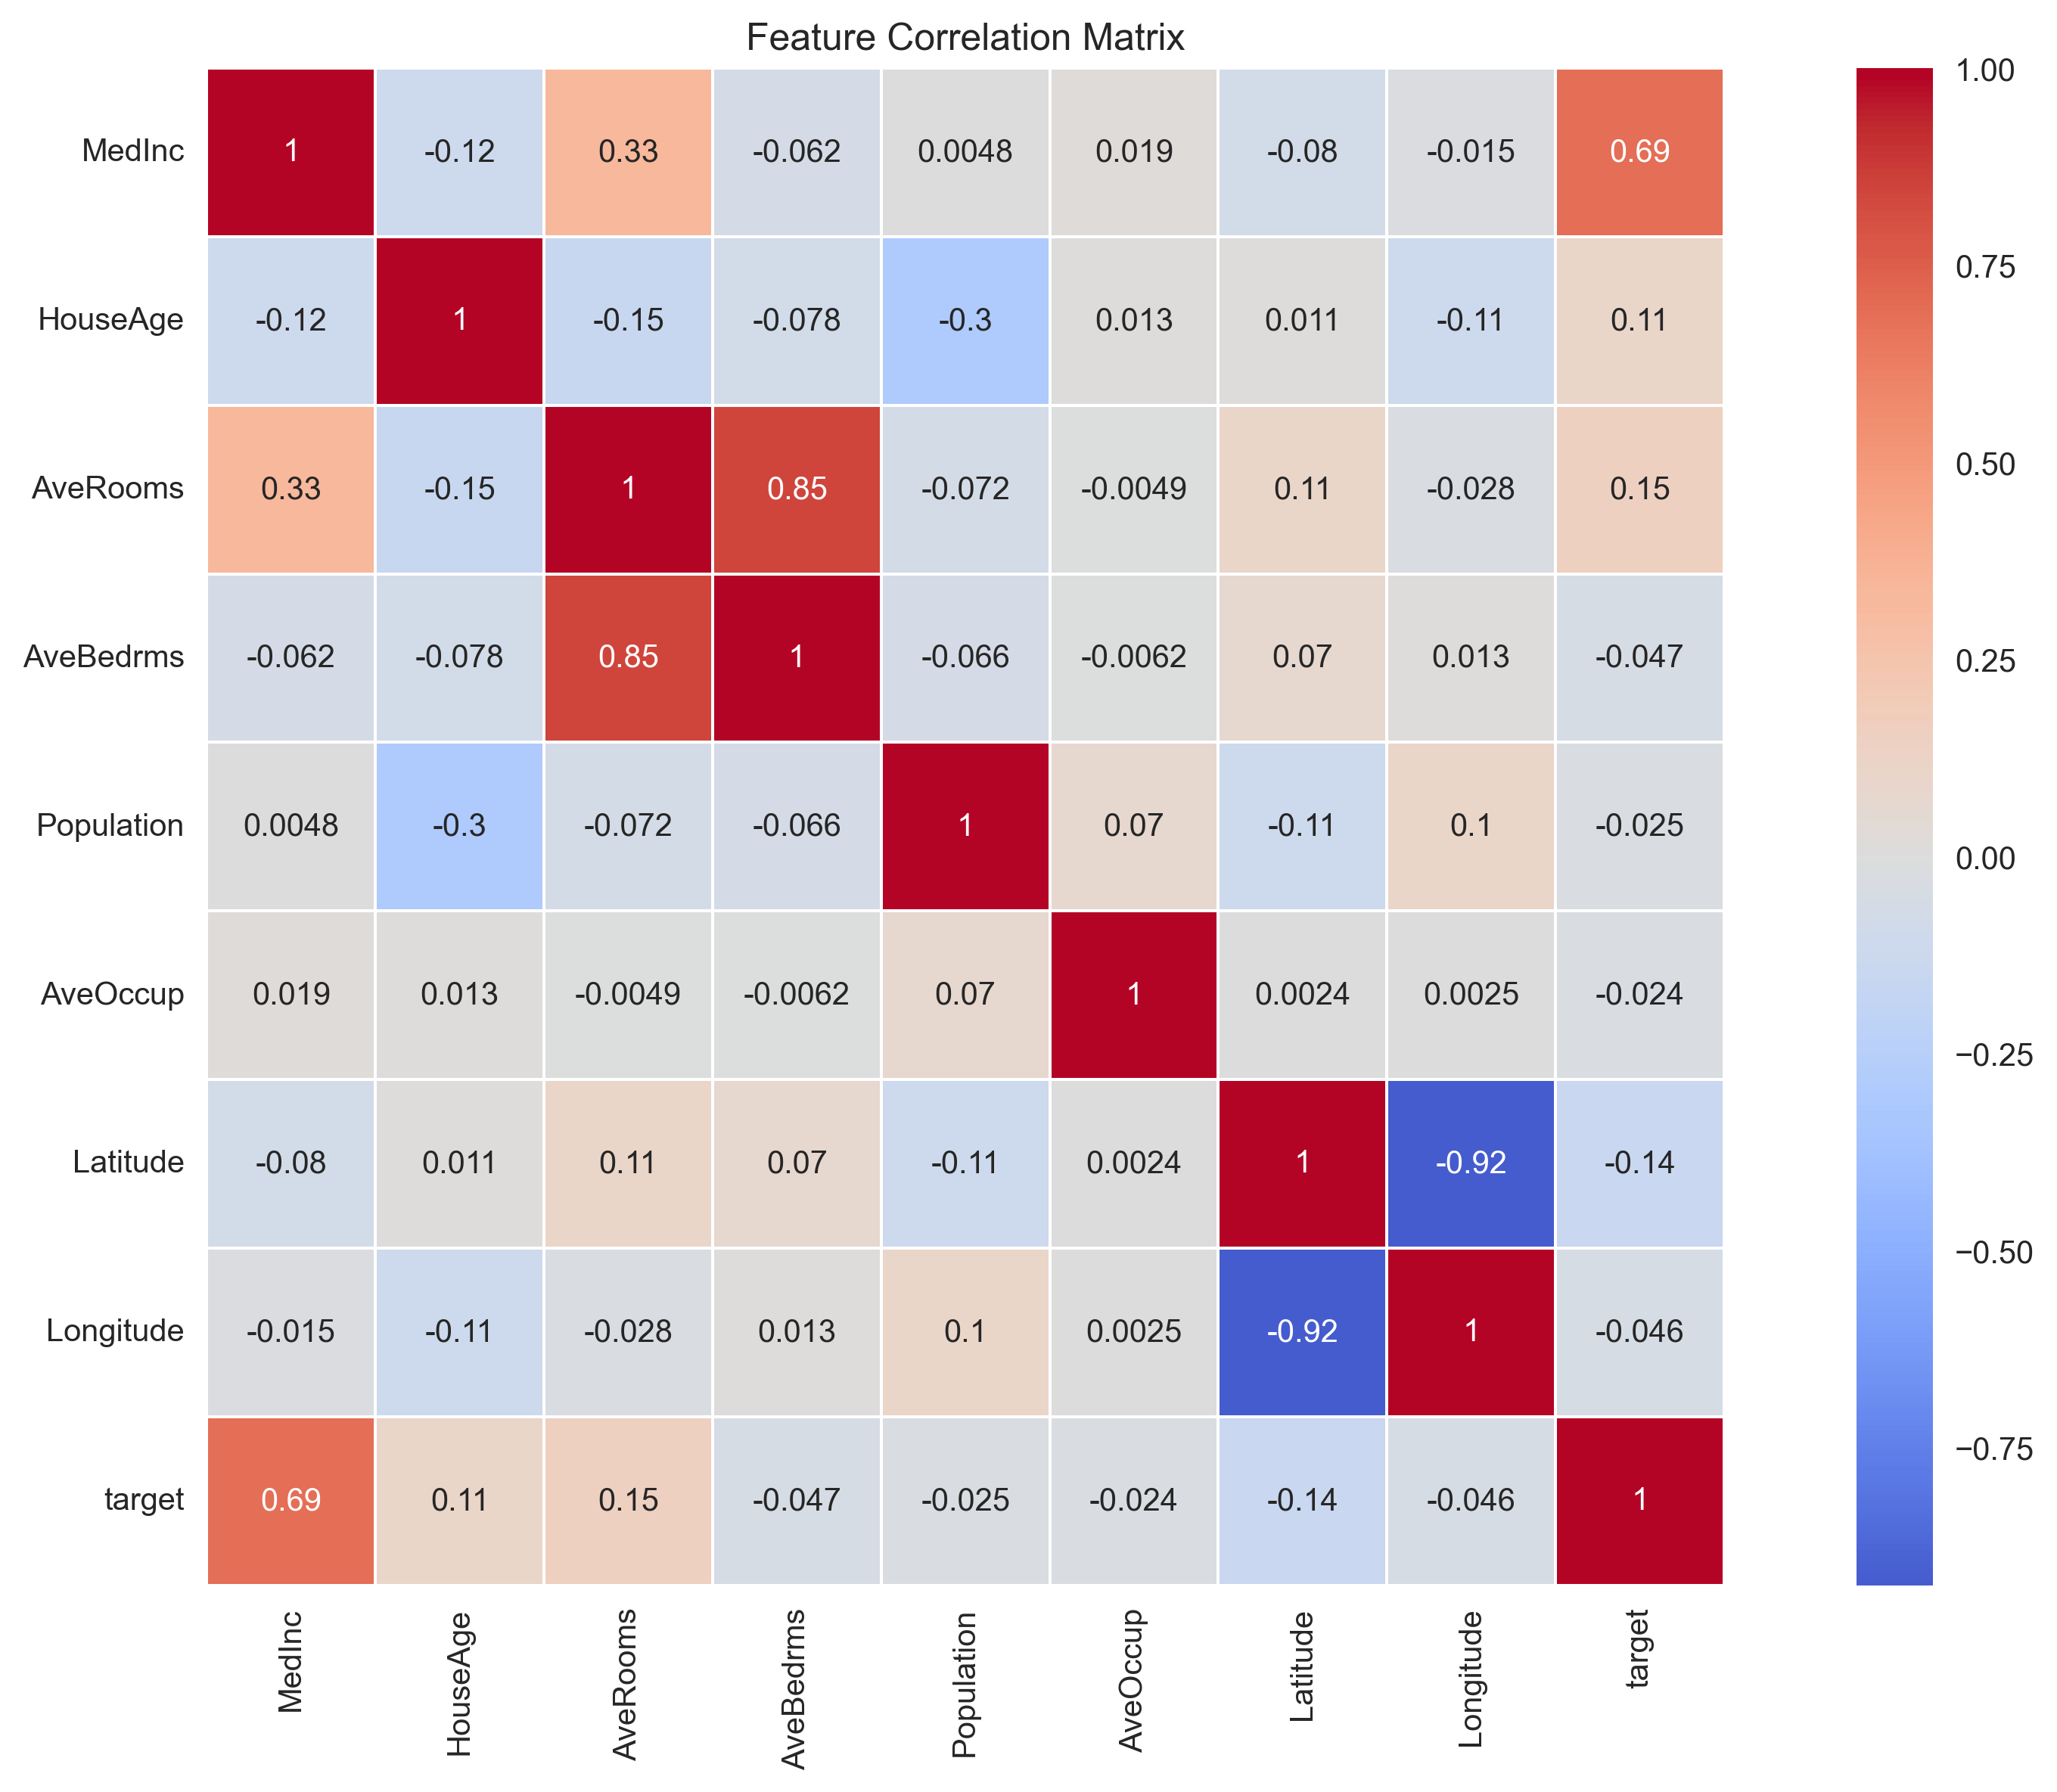 Feature Correlation Matrix
MedInc 1 -0.12 0.33 -0.062 0.0048 0.019 -0.08 -0.015 0.69
HouseAge -0.12 1 -0.15 -0.078 -0.3 0.013 0.011 -0.11 0.11
AveRooms 0.33 -0.15 1 0.85 -0.072 -0.0049 0.11 -0.028 0.15
AveBedrms -0.062 -0.078 0.85 1 -0.066 -0.0062 0.07 0.013 -0.047
Population 0.0048 -0.3 -0.072 -0.066 1 0.07 -0.11 0.1 -0.025
AveOccup 0.019 0.013 -0.0049 -0.0062 0.07 1 0.0024 0.0025 -0.024
Latitude -0.08 0.011 0.11 0.07 -0.11 0.0024 1 -0.92 -0.14
Longitude -0.015 -0.11 -0.028 0.013 0.1 0.0025 -0.92 1 -0.046
target 0.69 0.11 0.15 -0.047 -0.025 -0.024 -0.14 -0.046 1
MedInc HouseAge AveRooms AveBedrms Population AveOccup Latitude Longitude target
1.00
0.75
0.50
0.25
0.00
−0.25
−0.50
−0.75